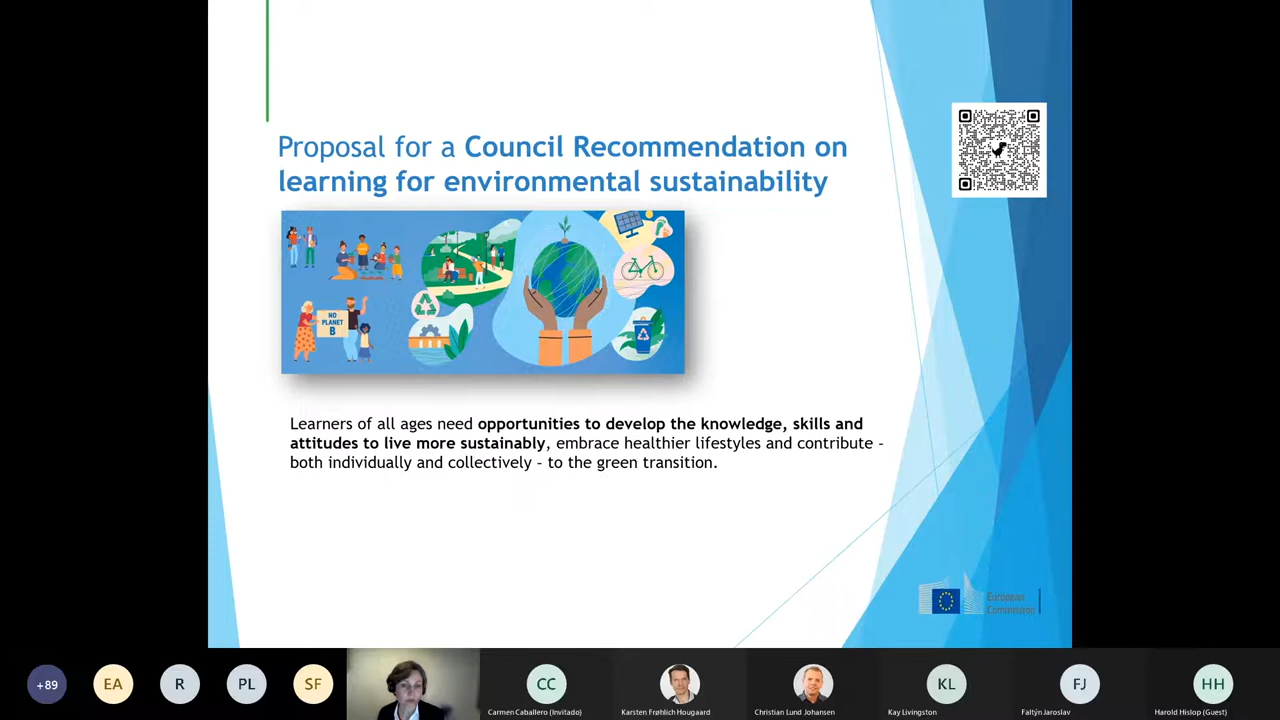 Proposal for a Council Recommendation on
learning for environmental sustainability
NO
PLANET
B
Learners of all ages need opportunities to develop the knowledge, skills and
attitudes to live more sustainably, embrace healthier lifestyles and contribute -
both individually and collectively - to the green transition.
European
Commission
+89
EA
R
PL
SF
CC
KL
FJ
HH
Carmen Caballero (Invitado)
Karsten Frøhlich Hougaard
Christian Lund Johansen
Kay Livingston
Faltýn Jaroslav
Harold Hislop (Guest)